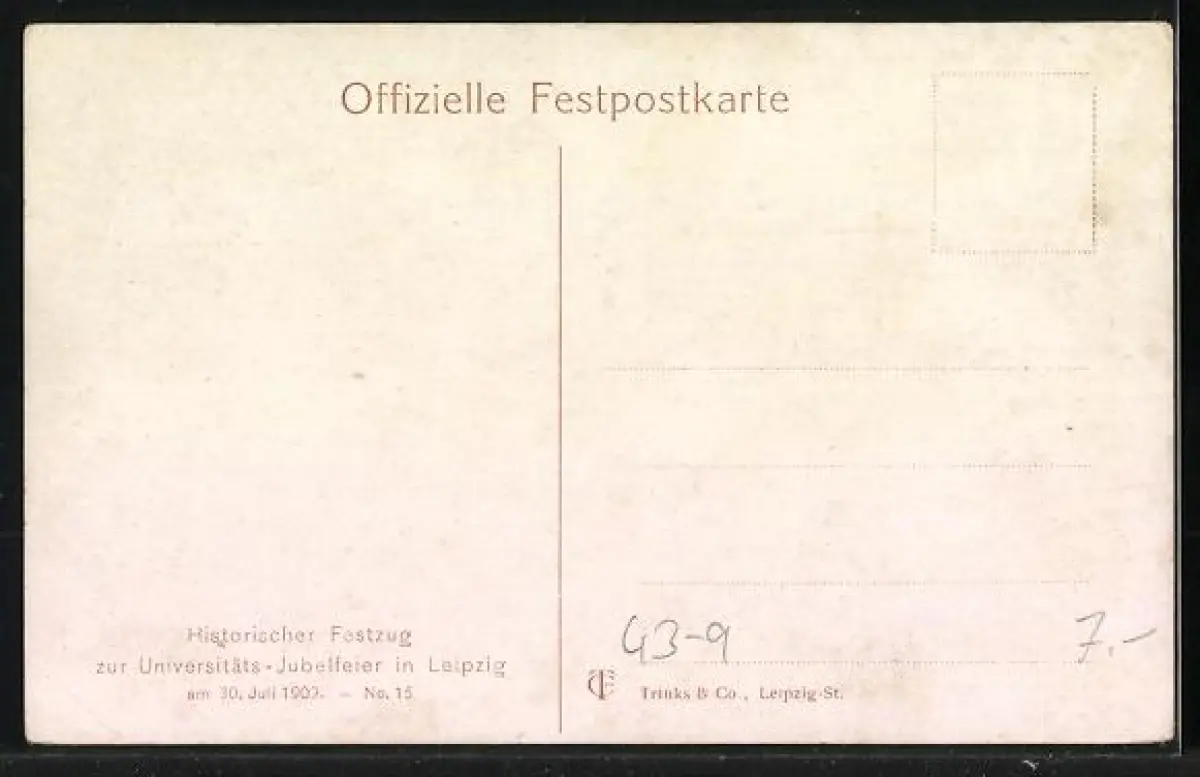 Offizielle Festpostkarte
Historischer Festzug
zur Universitäts-Jubelfeier in Leipzig
am 30. Juli 1909. – No. 15
43-9
7.-
Trinks & Co., Leipzig-St.